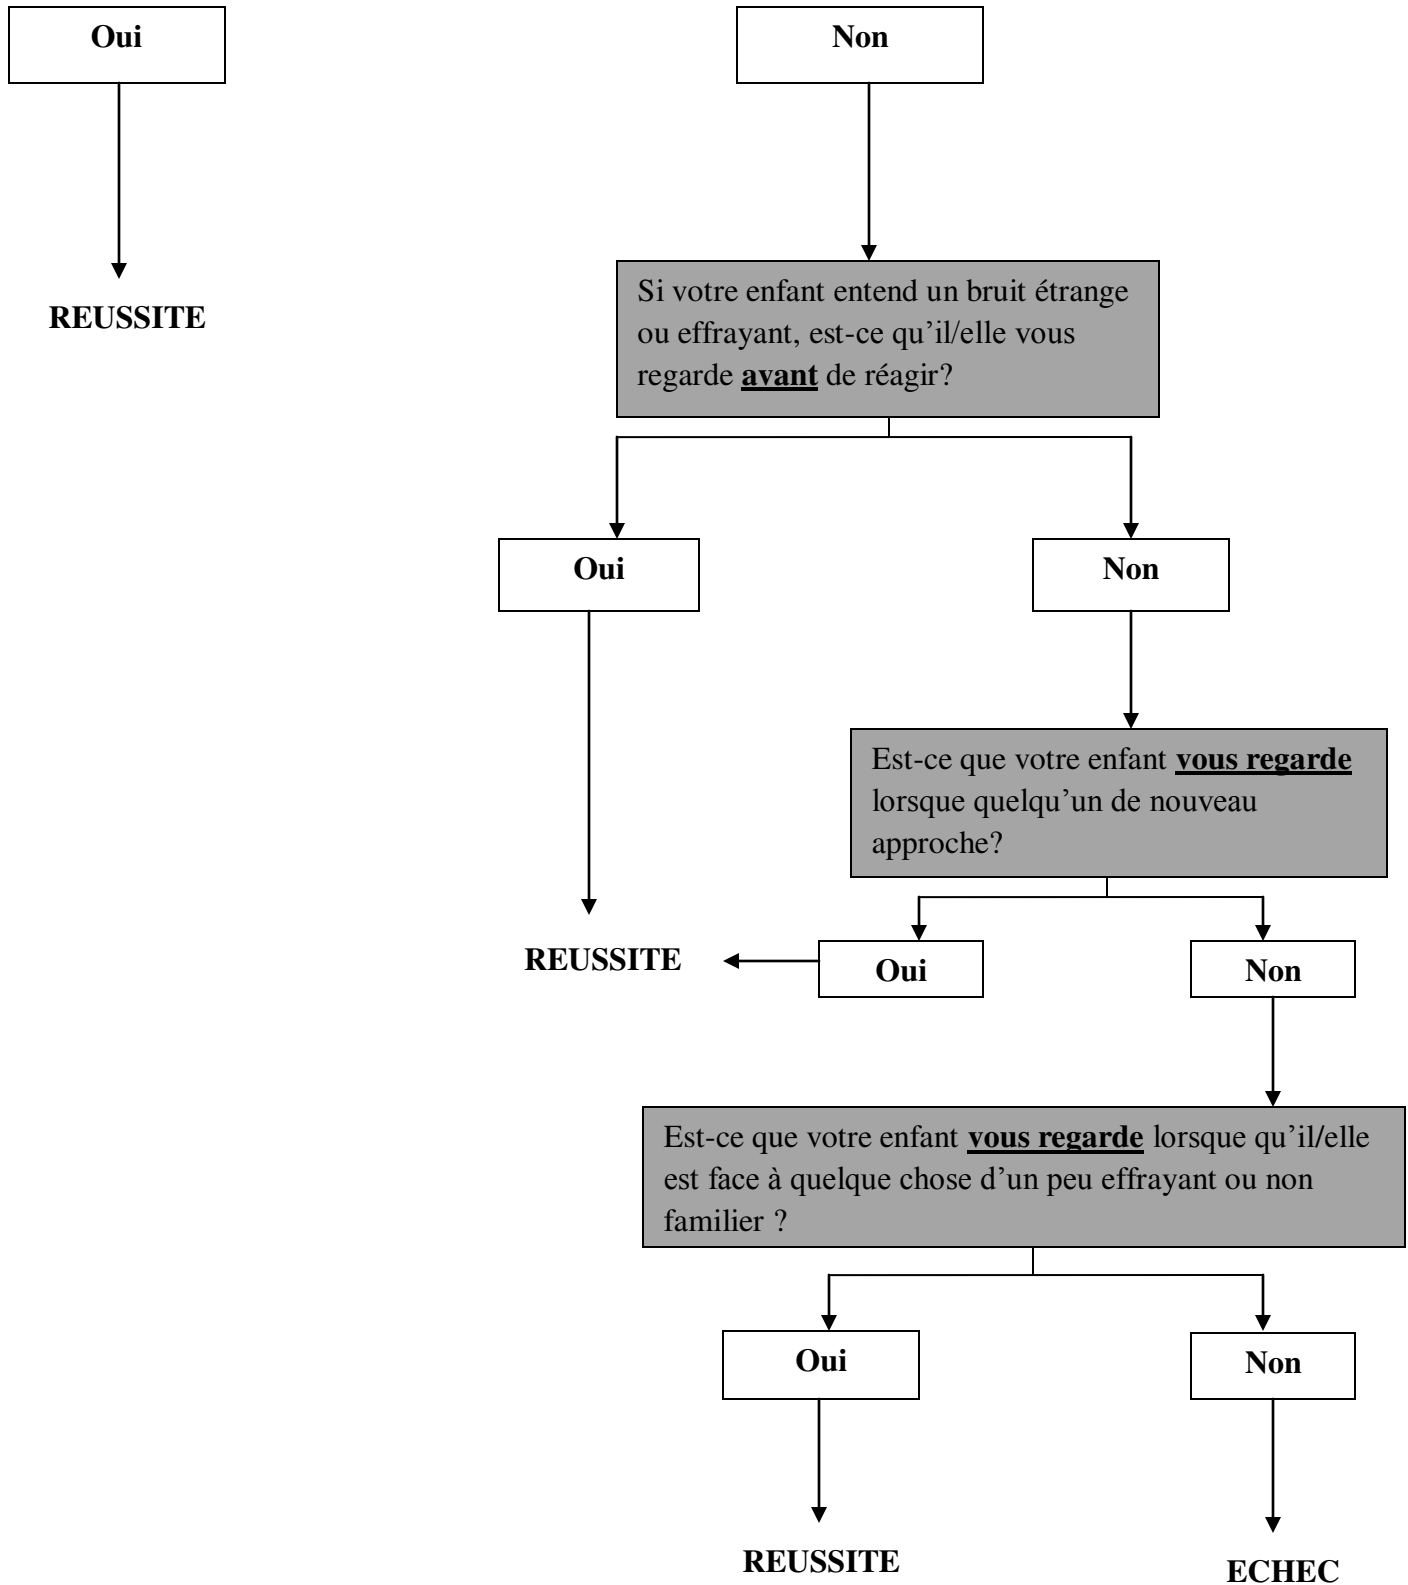 Oui
Non
REUSSITE
Si votre enfant entend un bruit étrange
ou effrayant, est-ce qu’il/elle vous
regarde avant de réagir?
Oui
Non
Est-ce que votre enfant vous regarde
lorsque quelqu’un de nouveau
approche?
REUSSITE
Oui
Non
Est-ce que votre enfant vous regarde lorsque qu’il/elle
est face à quelque chose d’un peu effrayant ou non
familier ?
Oui
Non
REUSSITE
ECHEC